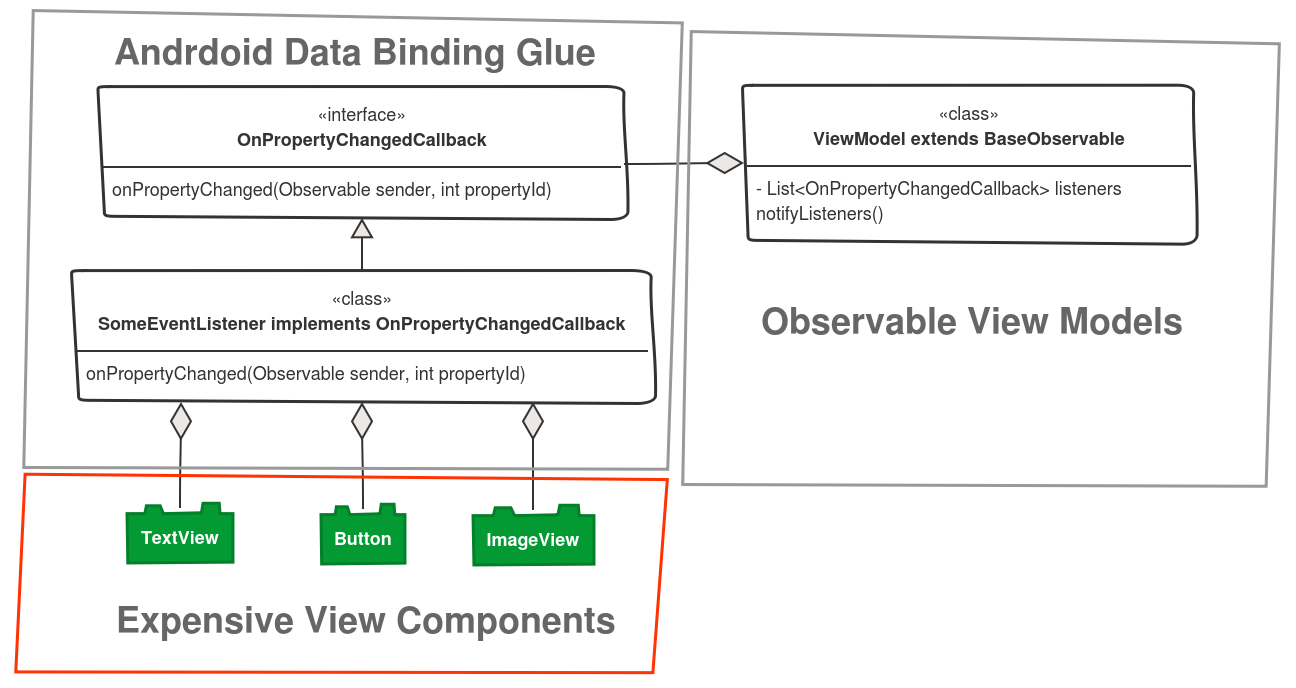 Andrdoid Data Binding Glue
«interface»
OnPropertyChangedCallback
onPropertyChanged(Observable sender, int propertyId)
«class»
SomeEventListener implements OnPropertyChangedCallback
onPropertyChanged(Observable sender, int propertyId)
«class»
ViewModel extends BaseObservable
- List<OnPropertyChangedCallback> listeners
notifyListeners()
Observable View Models
TextView
Button
ImageView
Expensive View Components